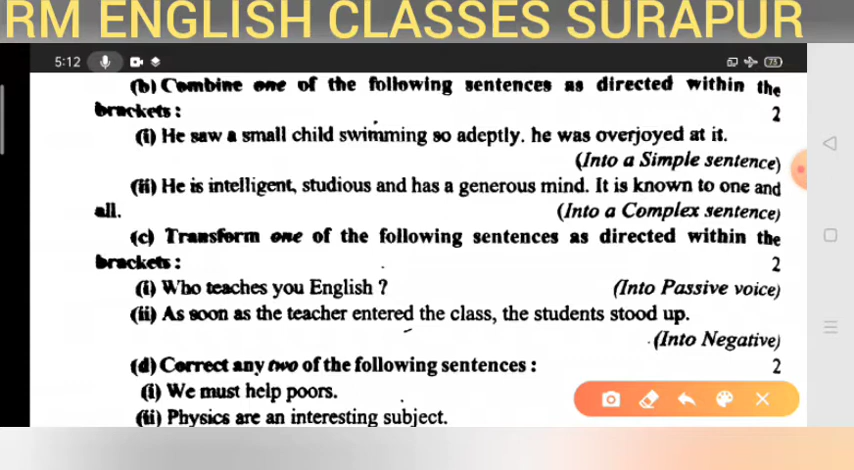 RM ENGLISH CLASSES SURAPUR
5:12 73
(b) Combine one of the following sentences as directed within the
brackets : 2
(i) He saw a small child swimming so adeptly. he was overjoyed at it.
(Into a Simple sentence)
(ii) He is intelligent, studious and has a generous mind. It is known to one and
all. (Into a Complex sentence)
(c) Transform one of the following sentences as directed within the
brackets : 2
(i) Who teaches you English ? (Into Passive voice)
(ii) As soon as the teacher entered the class, the students stood up.
(Into Negative)
(d) Correct any two of the following sentences : 2
(i) We must help poors.
(ii) Physics are an interesting subject.